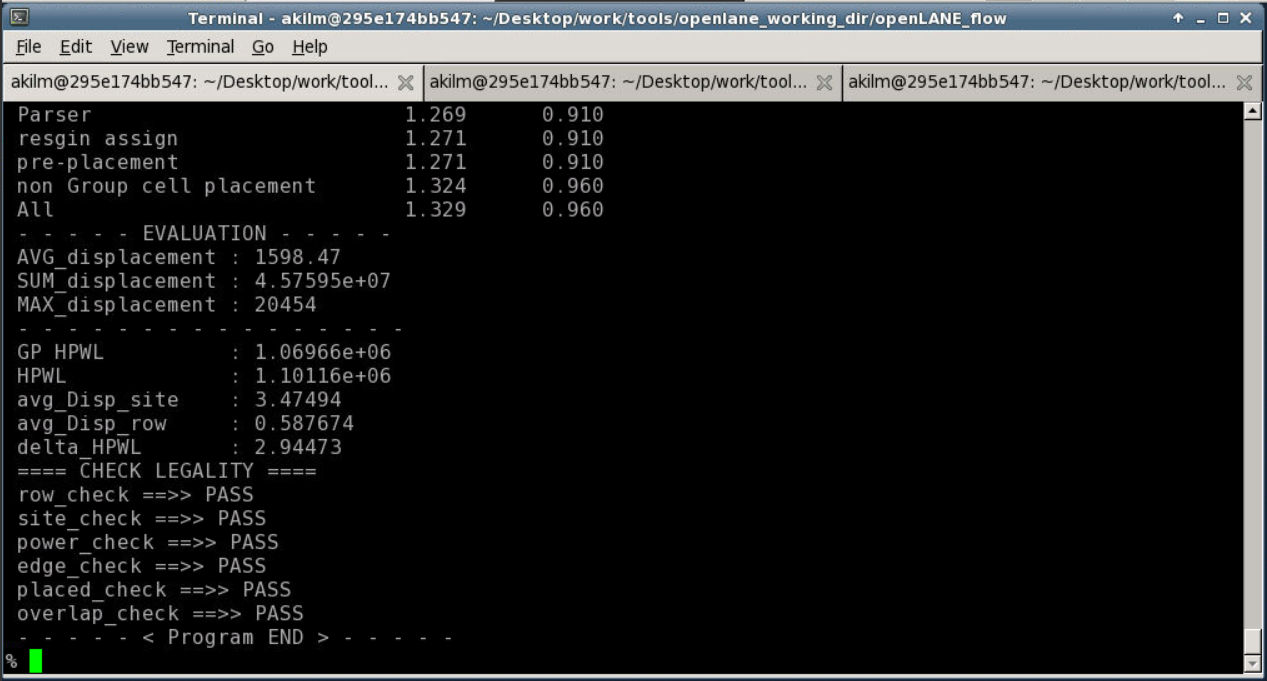 Terminal - akilm@295e174bb547: ~/Desktop/work/tools/openlane_working_dir/openLANE_flow
File Edit View Terminal Go Help
akilm@295e174bb547: ~/Desktop/work/tool... akilm@295e174bb547: ~/Desktop/work/tool... akilm@295e174bb547: ~/Desktop/work/tool...
Parser 1.269 0.910
resgin assign 1.271 0.910
pre-placement 1.271 0.910
non Group cell placement 1.324 0.960
All 1.329 0.960
- - - - - EVALUATION - - - - -
AVG_displacement : 1598.47
SUM_displacement : 4.57595e+07
MAX_displacement : 20454
- - - - - - - - - - - - - - - -
GP HPWL : 1.06966e+06
HPWL : 1.10116e+06
avg_Disp_site : 3.47494
avg_Disp_row : 0.587674
delta_HPWL : 2.94473
==== CHECK LEGALITY ====
row_check ==>> PASS
site_check ==>> PASS
power_check ==>> PASS
edge_check ==>> PASS
placed_check ==>> PASS
overlap_check ==>> PASS
- - - - - < Program END > - - - - -
%